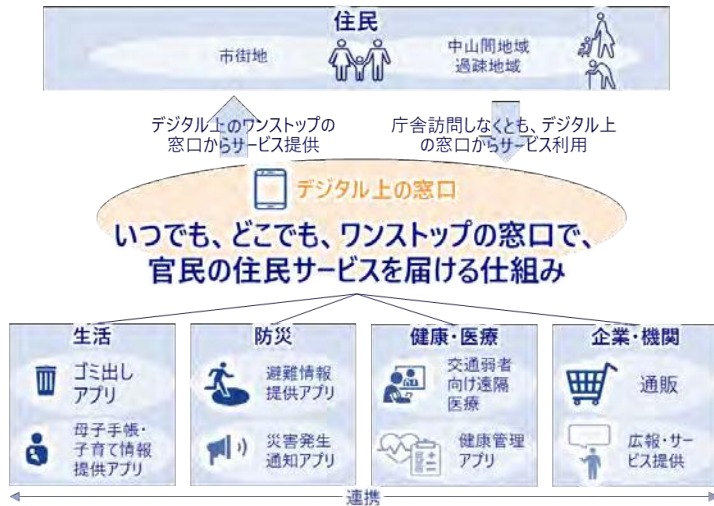 住民
市街地
中山間地域
過疎地域
デジタル上のワンストップの
窓口からサービス提供
庁舎訪問しなくとも、デジタル上
の窓口からサービス利用
デジタル上の窓口
いつでも、どこでも、ワンストップの窓口で、
官民の住民サービスを届ける仕組み
生活
ゴミ出し
アプリ
母子手帳・
子育て情報
提供アプリ
防災
避難情報
提供アプリ
災害発生
通知アプリ
健康・医療
交通弱者
向け遠隔
医療
健康管理
アプリ
企業・機関
通販
広報・サー
ビス提供
連携